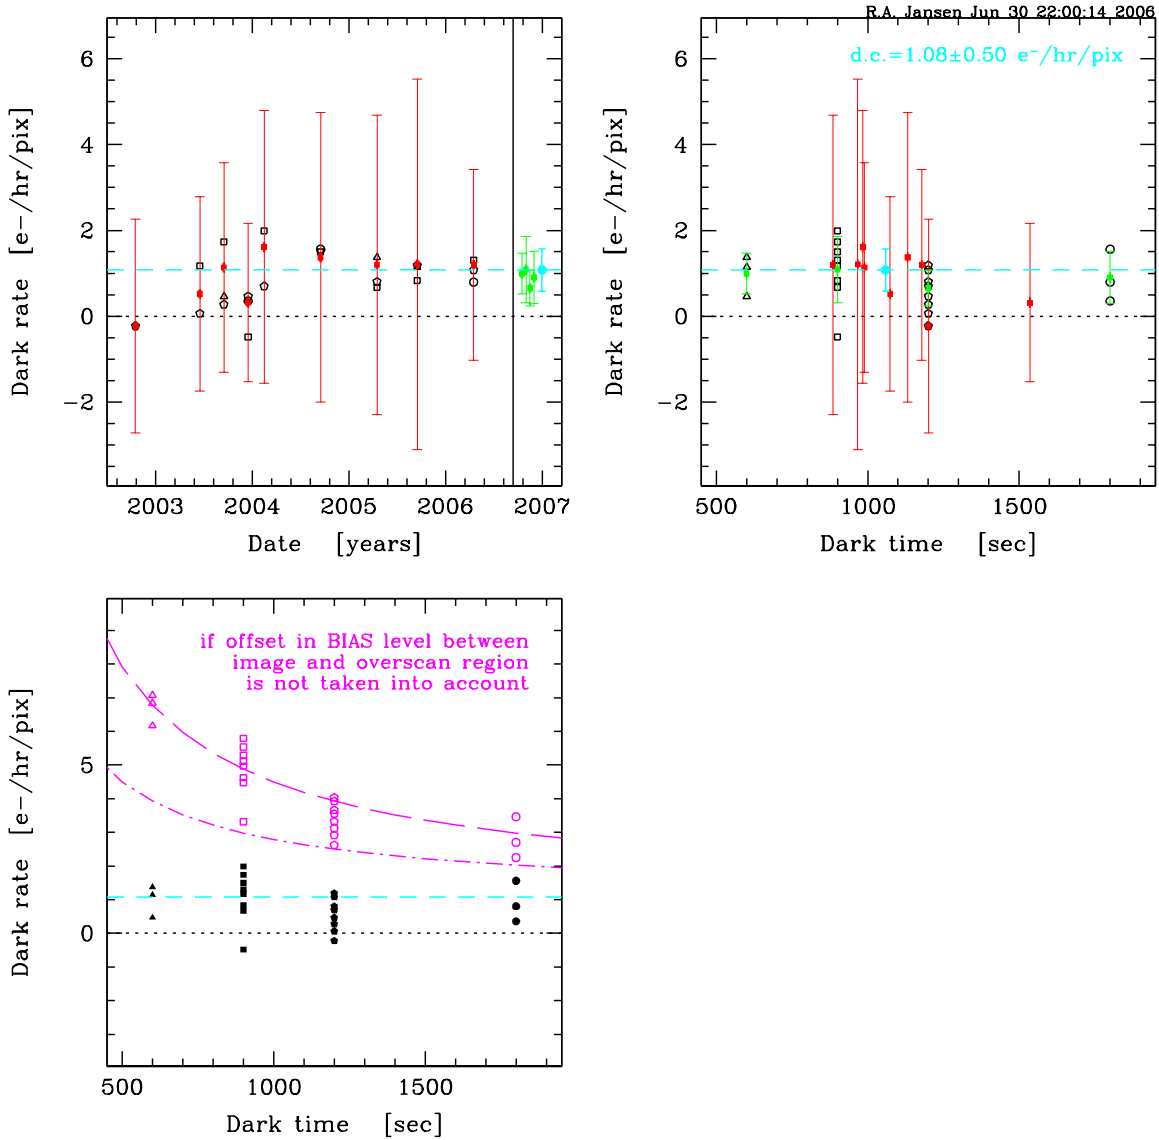 R.A. Jansen Jun 30 22:00:14 2006
6
4
2
0
−2
Dark rate [e−/hr/pix]
2003 2004 2005 2006 2007
Date [years]
d.c.=1.08±0.50 e⁻/hr/pix
6
4
2
0
−2
Dark rate [e−/hr/pix]
500 1000 1500
Dark time [sec]
if offset in BIAS level between
image and overscan region
is not taken into account
5
0
Dark rate [e−/hr/pix]
500 1000 1500
Dark time [sec]